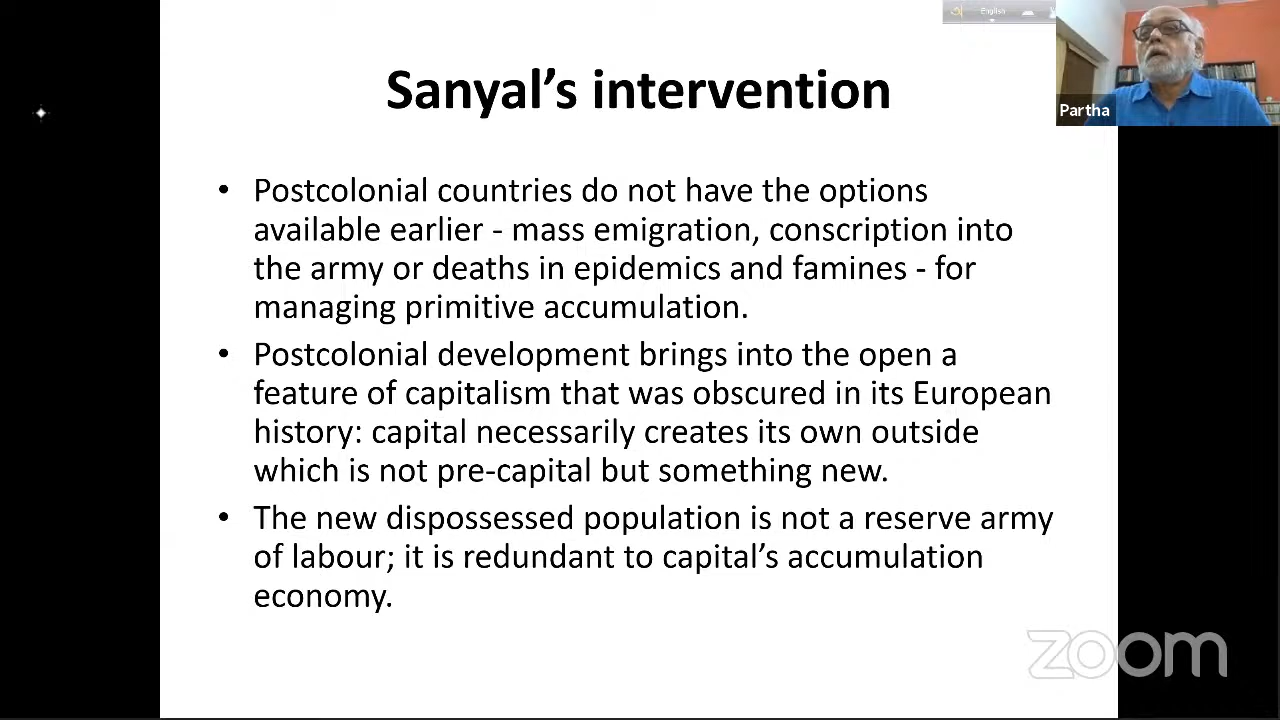 English
Partha
Sanyal’s intervention
• Postcolonial countries do not have the options
available earlier - mass emigration, conscription into
the army or deaths in epidemics and famines - for
managing primitive accumulation.
• Postcolonial development brings into the open a
feature of capitalism that was obscured in its European
history: capital necessarily creates its own outside
which is not pre-capital but something new.
• The new dispossessed population is not a reserve army
of labour; it is redundant to capital’s accumulation
economy.
zoom